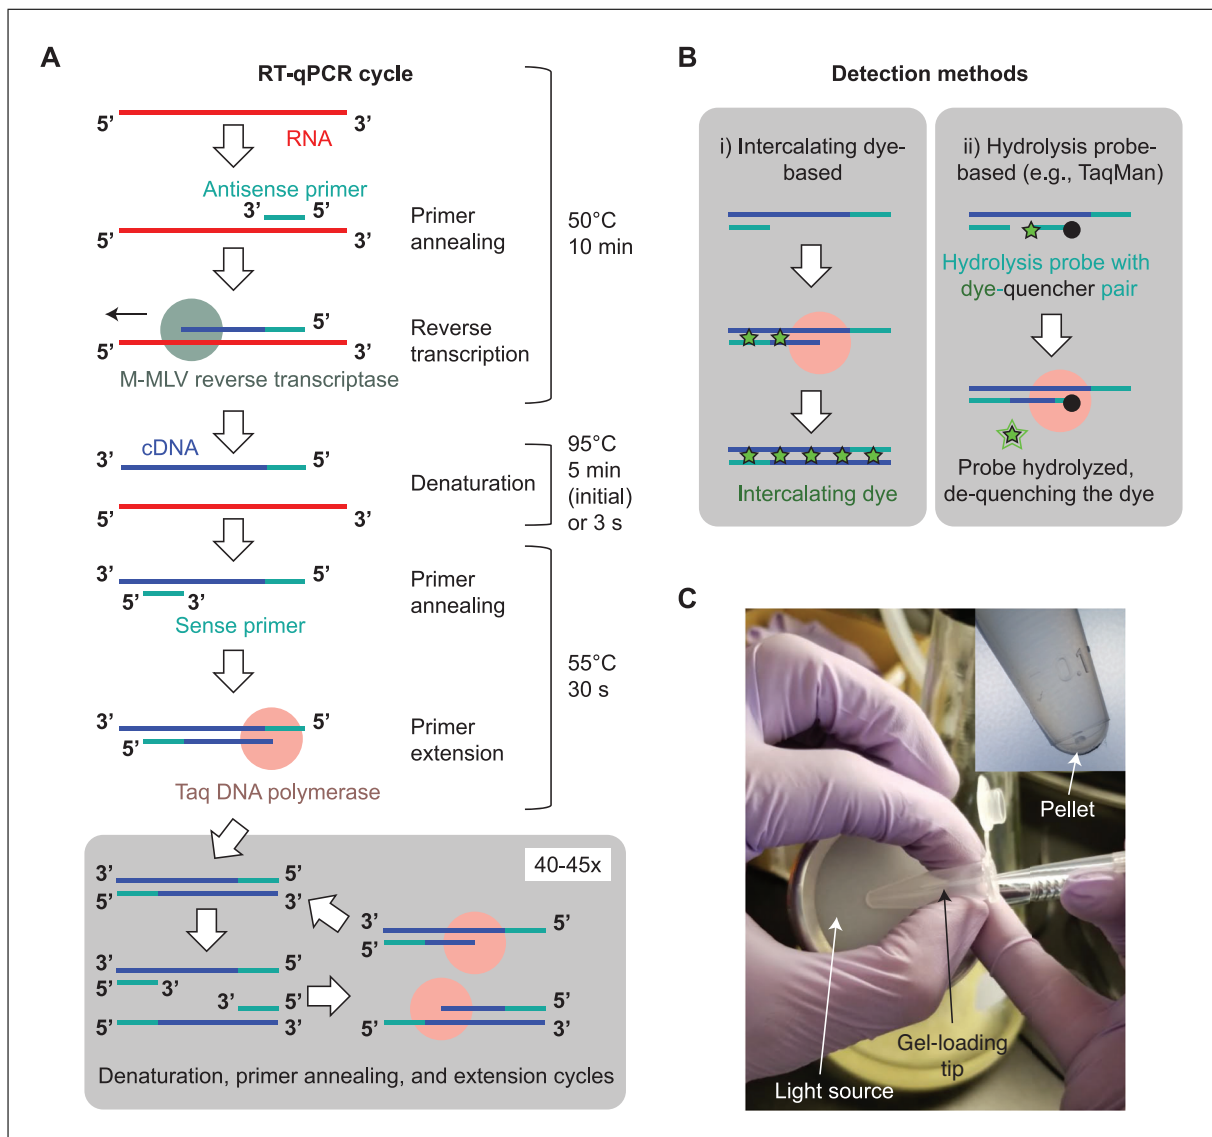 A
RT-qPCR cycle
5’
3’
RNA
Antisense primer
3’
5’
5’
3’
Primer
annealing
50°C
10 min
5’
5’
3’
Reverse
transcription
M-MLV reverse transcriptase
cDNA
3’
5’
5’
3’
Denaturation
95°C
5 min
(initial)
or 3 s
3’
5’
5’
3’
Sense primer
Primer
annealing
55°C
30 s
3’
5’
5’
Primer
extension
Taq DNA polymerase
40-45x
3’
5’
5’
3’
3’
5’
5’
3’
3’
5’
5’
3’
3’
5’
5’
5’
5’
3’
Denaturation, primer annealing, and extension cycles
B
Detection methods
i) Intercalating dye-
based
Intercalating dye
ii) Hydrolysis probe-
based (e.g., TaqMan)
Hydrolysis probe with
dye-quencher pair
Probe hydrolyzed,
de-quenching the dye
C
0.1
Pellet
Gel-loading
tip
Light source